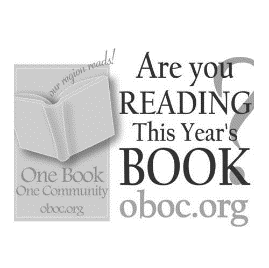 our region reads!
One Book
One Community
oboc.org
Are you
READING
This Year's
BOOK
?
oboc.org